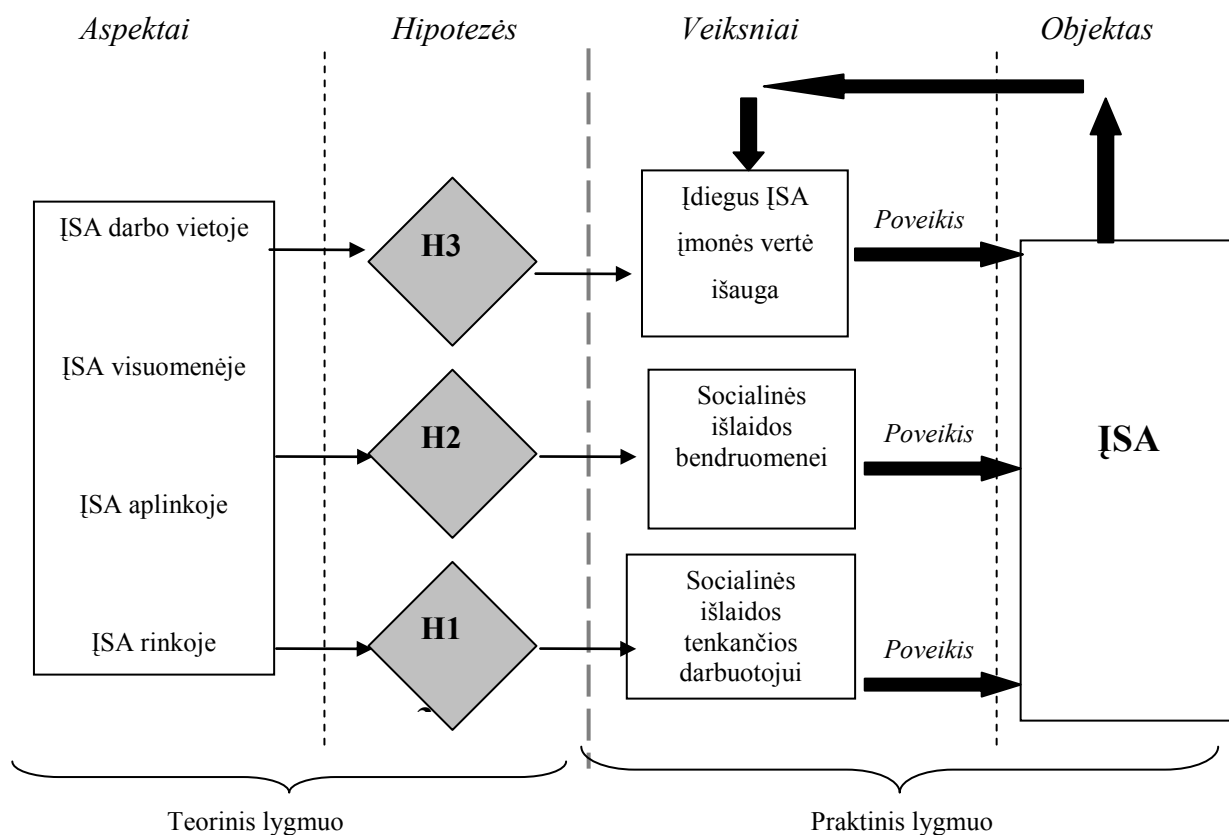 Aspektai
Hipotezės
Veiksniai
Objektas
ĮSA darbo vietoje
ĮSA visuomenėje
ĮSA aplinkoje
ĮSA rinkoje
H3
H2
H1
Įdiegus ĮSA
įmonės vertė
išauga
Socialinės
išlaidos
bendruomenei
Socialinės
išlaidos
tenkančios
darbuotojui
Poveikis
Poveikis
Poveikis
ĮSA
Teorinis lygmuo
Praktinis lygmuo